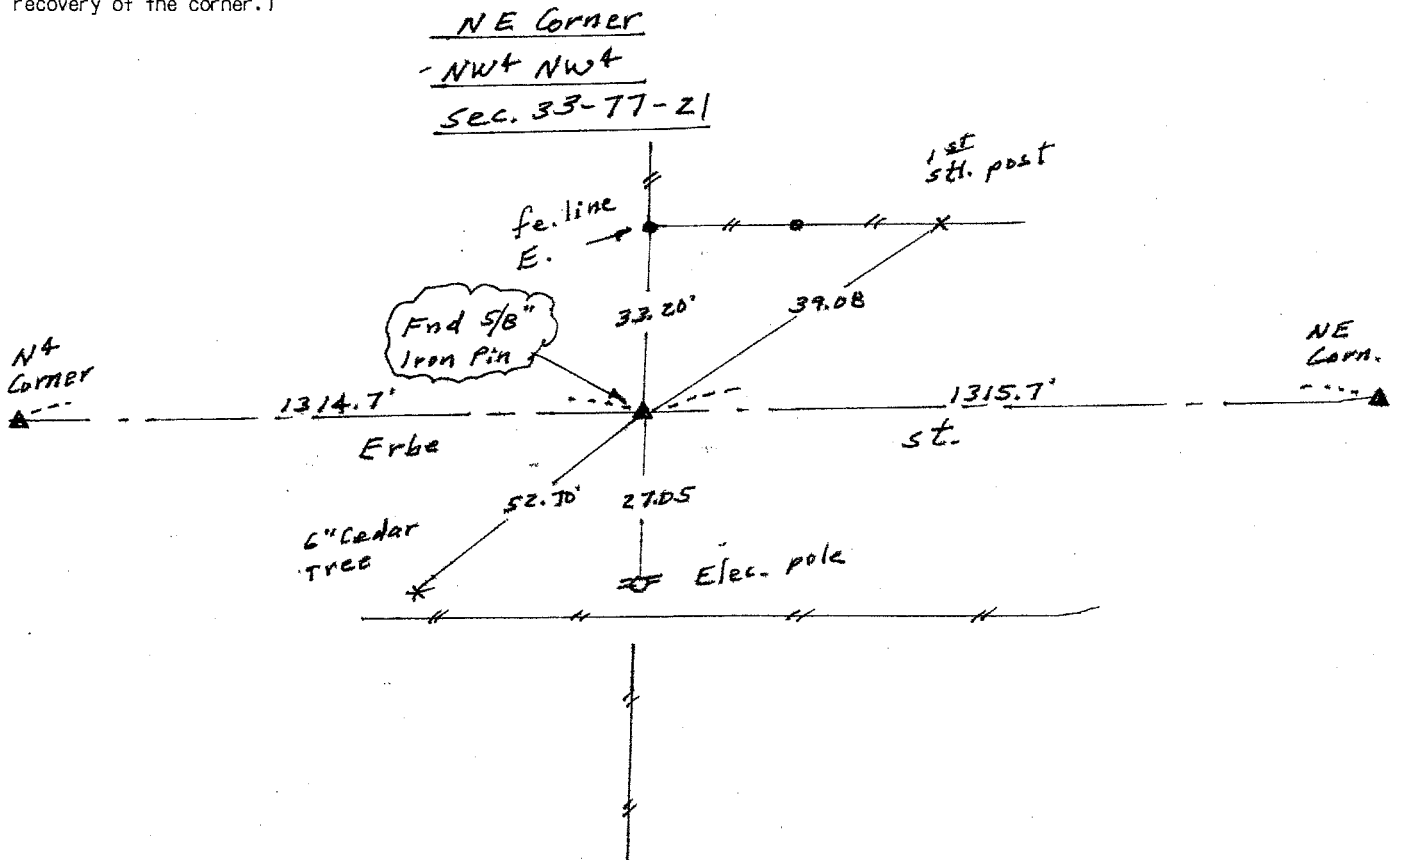 recovery of the corner.)
NE Corner
NW4 NW4
Sec. 33-77-21
1st
stl. post
fe. line
E.
33.20'
39.08
Fnd 5/8"
Iron Pin
N4
Corner
NE
Corn.
1314.7'
1315.7'
Erbe
st.
52.70'
27.05
6" Cedar
Tree
Elec. pole